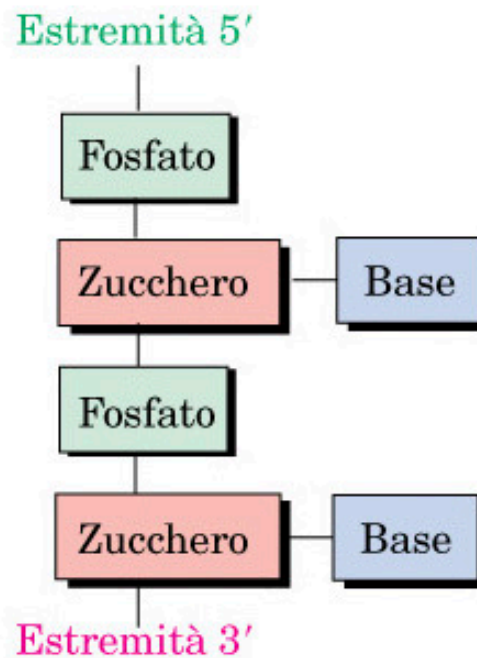 Estremità 5′
Fosfato
Zucchero Base
Fosfato
Zucchero Base
Estremità 3′